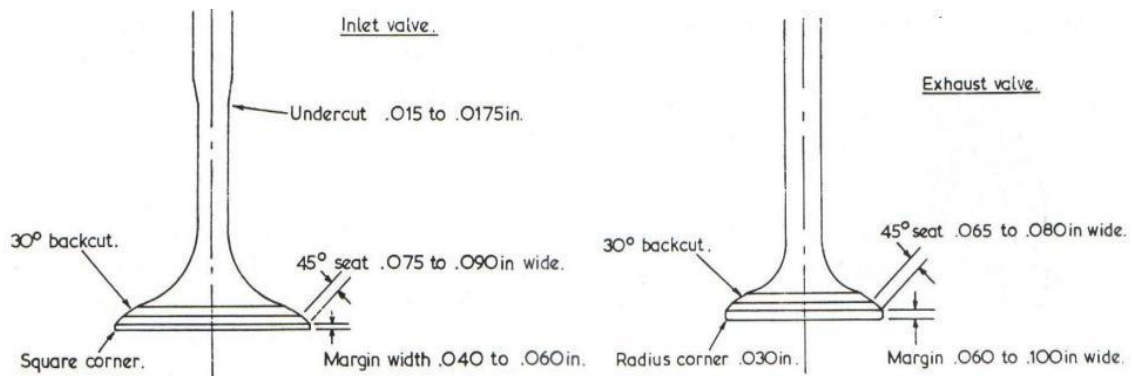 Inlet valve.
Undercut .015 to .0175in.
30° backcut.
45° seat .075 to .090in wide.
Square corner.
Margin width .040 to .060in.
Exhaust valve.
45° seat .065 to .080in wide.
30° backcut.
Radius corner .030in.
Margin .060 to .100in wide.